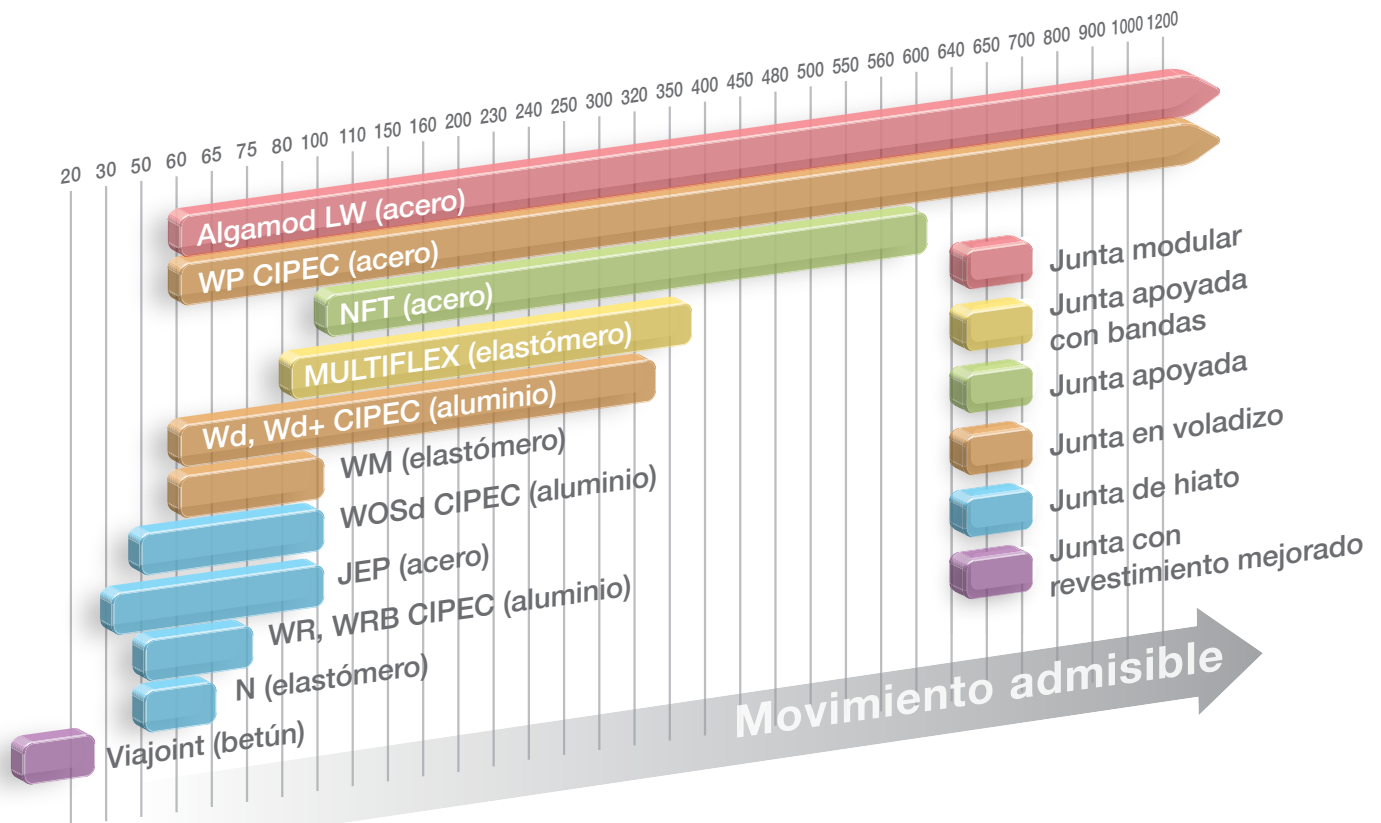 20 30 50 60 65 75 80 100 110 150 160 200 230 240 250 300 320 350 400 450 480 500 550 560 600 640 650 700 800 900 1000 1200
Algamod LW (acero)
WP CIPEC (acero)
NFT (acero)
MULTIFLEX (elastómero)
Wd, Wd+ CIPEC (aluminio)
WM (elastómero)
WOSd CIPEC (aluminio)
JEP (acero)
WR, WRB CIPEC (aluminio)
N (elastómero)
Viajoint (betún)
Junta modular
Junta apoyada
con bandas
Junta apoyada
Junta en voladizo
Junta de hiato
Junta con
revestimiento mejorado
Movimiento admisible